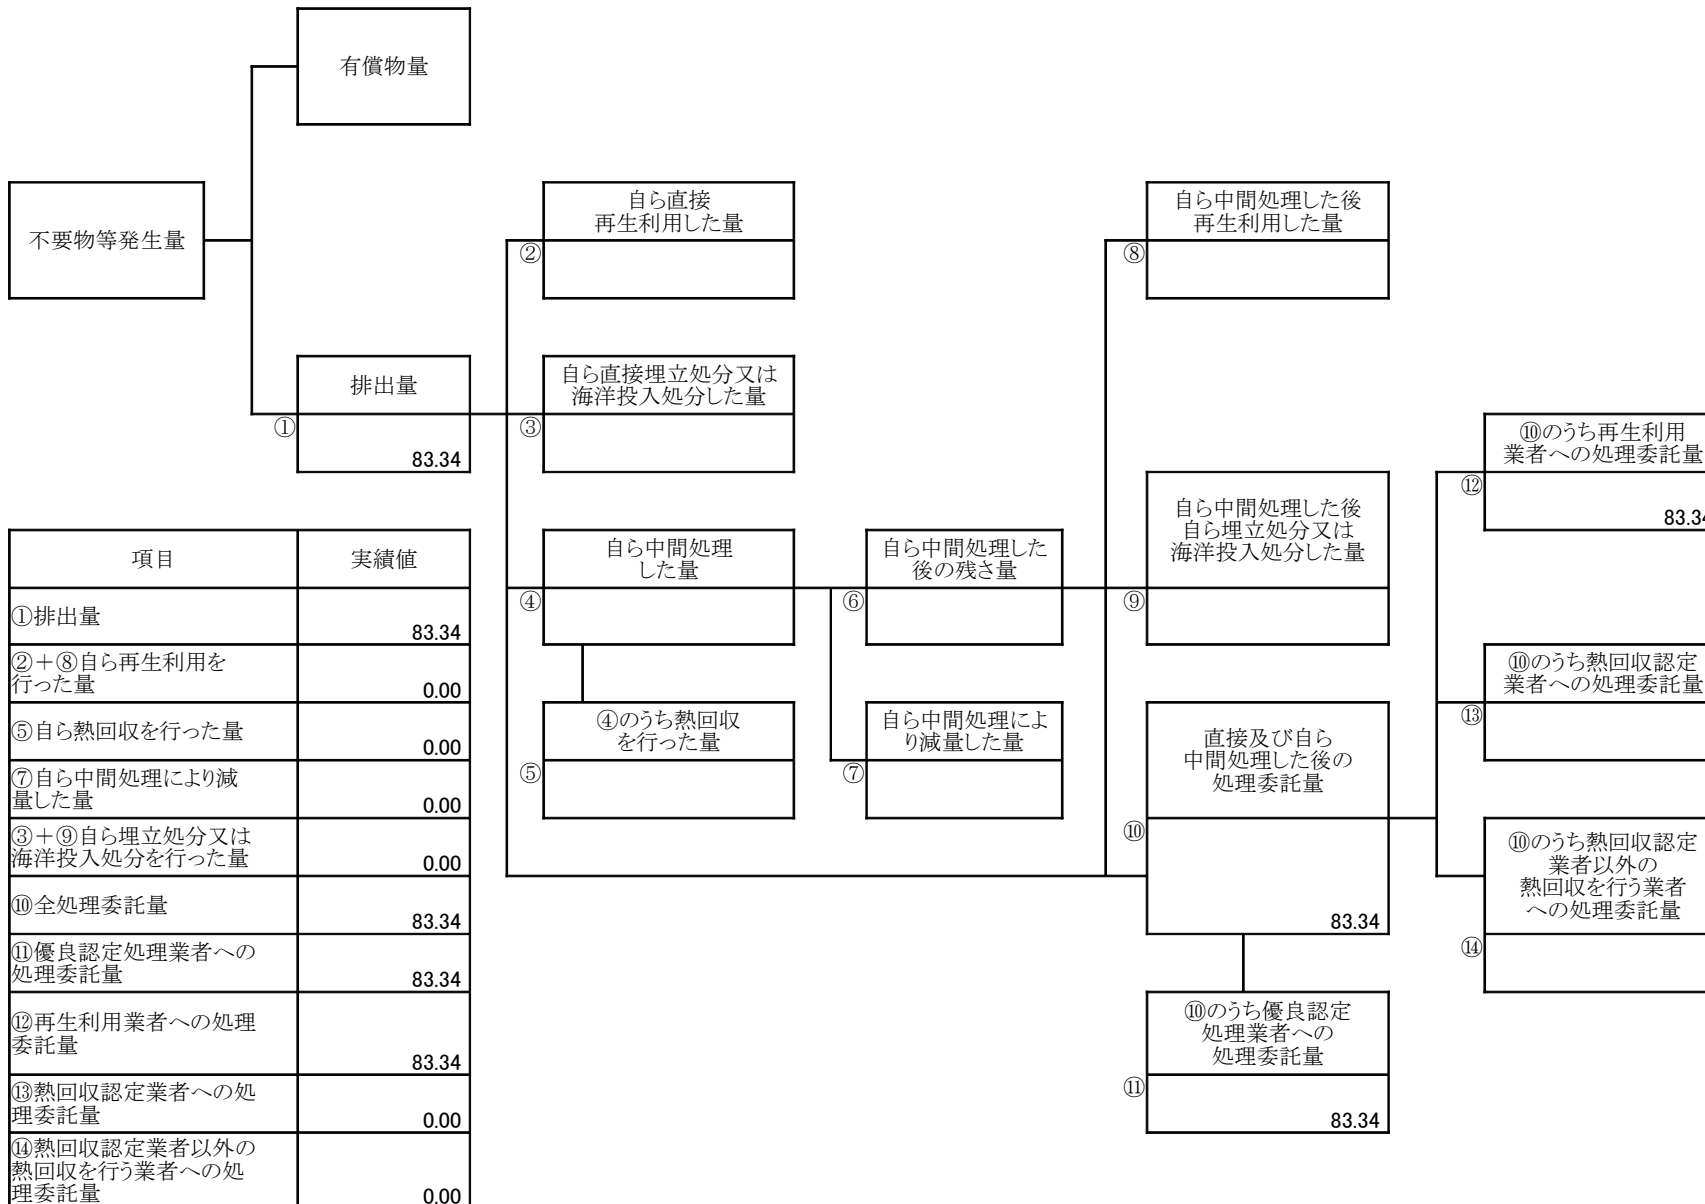 有償物量
不要物等発生量
自ら直接
再生利用した量
②
自ら中間処理した後
再生利用した量
⑧
排出量
①
83.34
自ら直接埋立処分又は
海洋投入処分した量
③
⑩のうち再生利用
業者への処理委託量
⑫
83.34
自ら中間処理した後
自ら埋立処分又は
海洋投入処分した量
⑨
自ら中間処理
した量
④
自ら中間処理した
後の残さ量
⑥
⑩のうち熱回収認定
業者への処理委託量
⑬
④のうち熱回収
を行った量
⑤
自ら中間処理によ
り減量した量
⑦
直接及び自ら
中間処理した後の
処理委託量
⑩
83.34
⑩のうち熱回収認定
業者以外の
熱回収を行う業者
への処理委託量
⑭
⑩のうち優良認定
処理業者への
処理委託量
⑪
83.34
項目 実績値
①排出量 83.34
②+⑧自ら再生利用を
行った量 0.00
⑤自ら熱回収を行った量 0.00
⑦自ら中間処理により減
量した量 0.00
③+⑨自ら埋立処分又は
海洋投入処分を行った量 0.00
⑩全処理委託量 83.34
⑪優良認定処理業者への
処理委託量 83.34
⑫再生利用業者への処理
委託量 83.34
⑬熱回収認定業者への処
理委託量 0.00
⑭熱回収認定業者以外の
熱回収を行う業者への処
理委託量 0.00